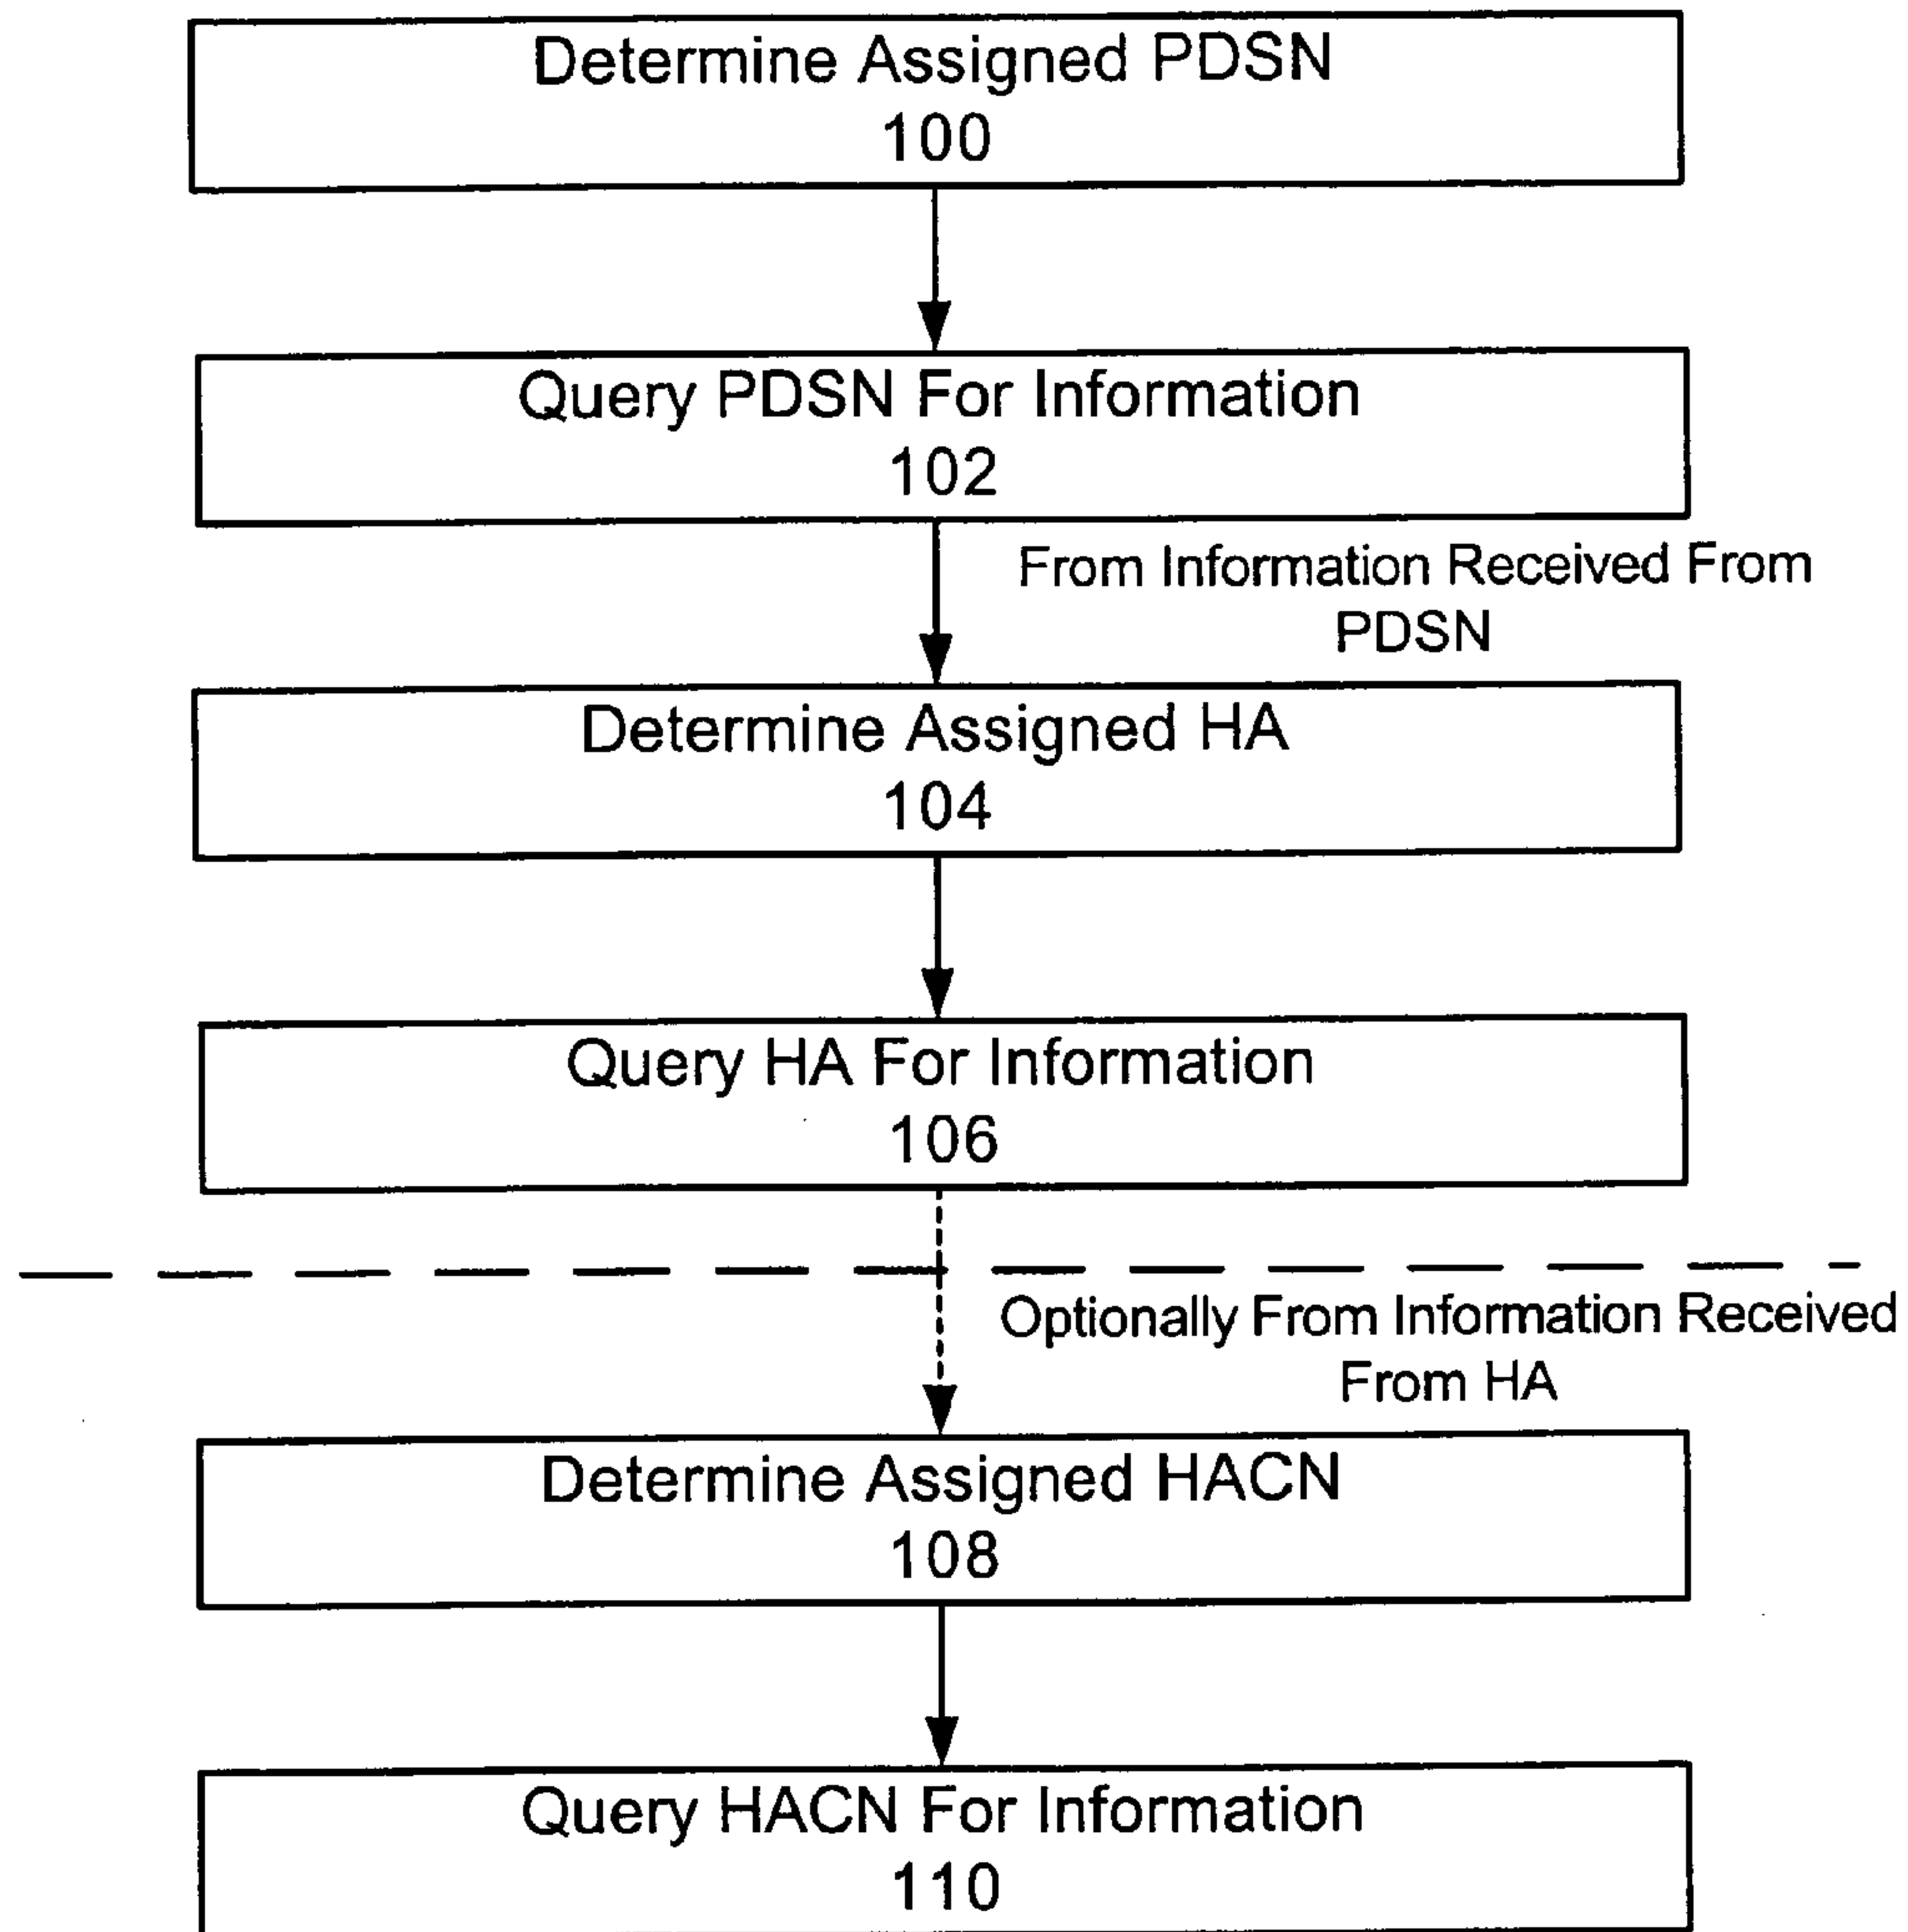 Determine Assigned PDSN
100
Query PDSN For Information
102
From Information Received From
PDSN
Determine Assigned HA
104
Query HA For Information
106
Optionally From Information Received
From HA
Determine Assigned HACN
108
Query HACN For Information
110